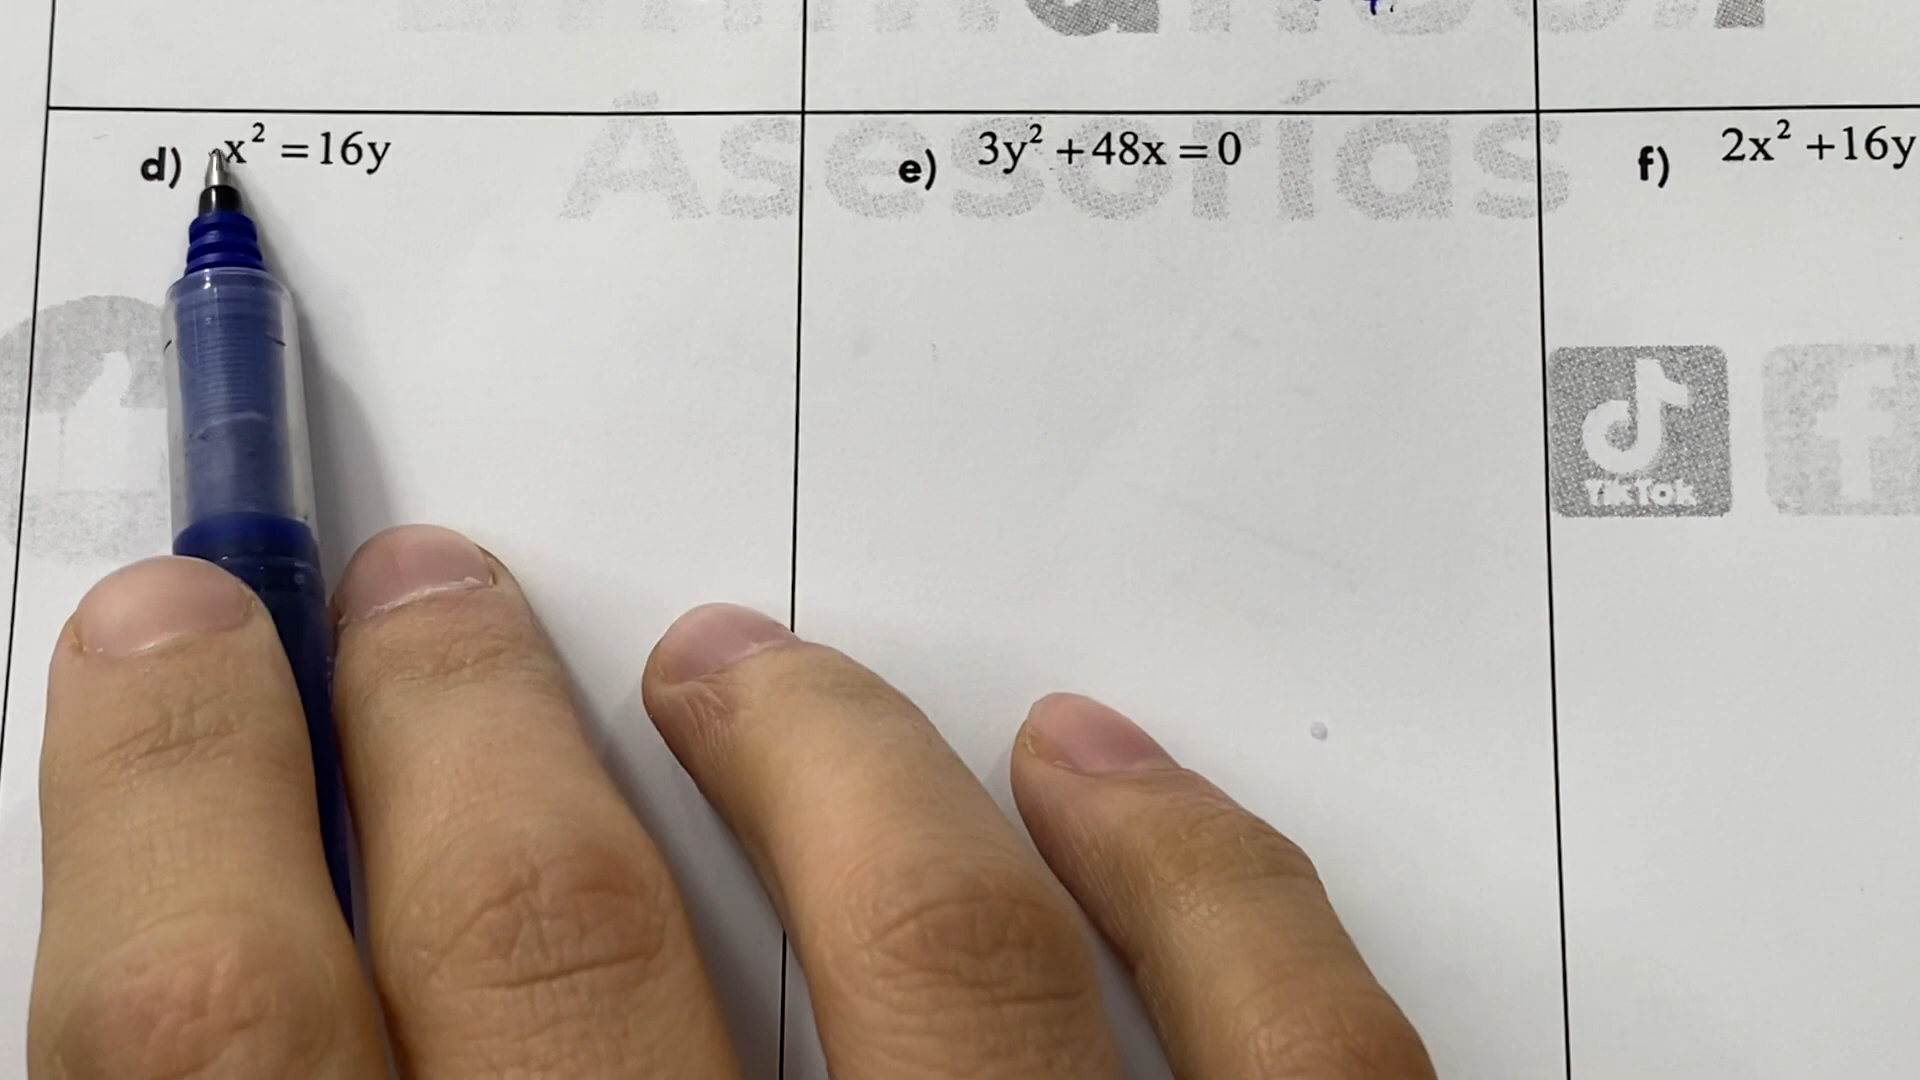 Asesorías
d) x² = 16y
e) 3y² + 48x = 0
f) 2x² + 16y
TikTok